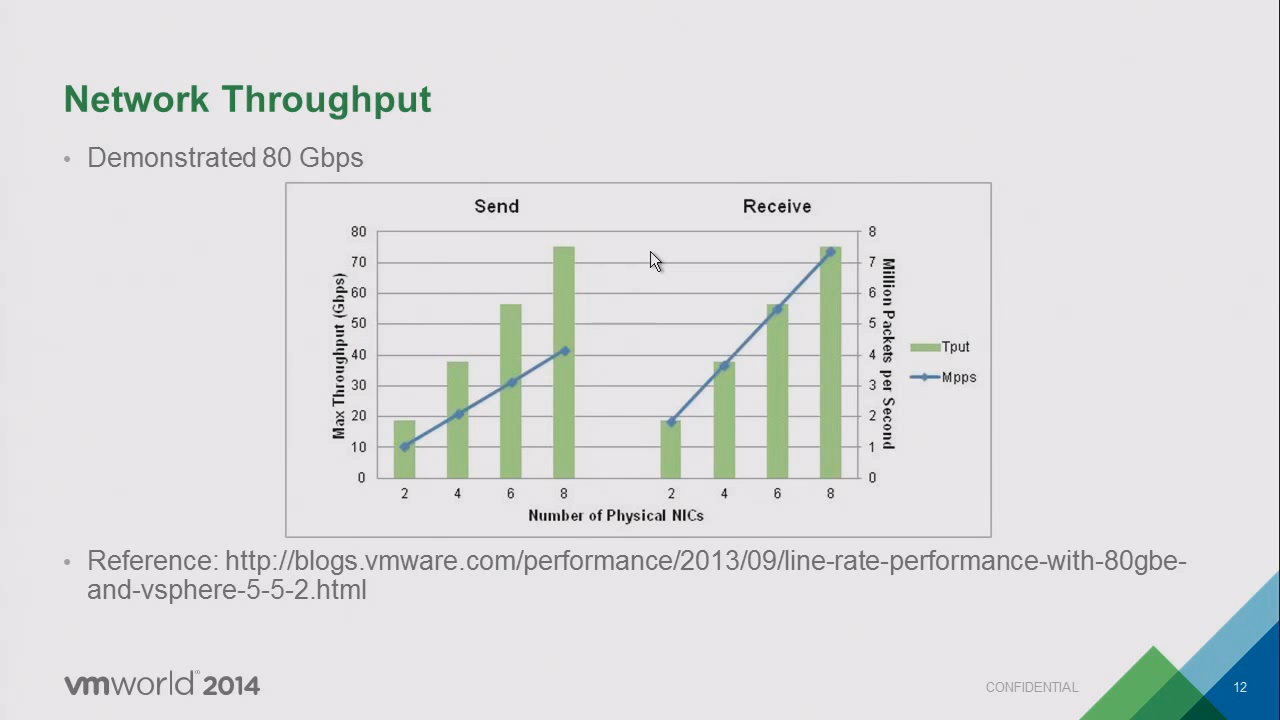 Network Throughput
• Demonstrated 80 Gbps
Send Receive
80 8
70 7
60 6
50 5
40 4
30 3
20 2
10 1
0 0
Max Throughput (Gbps)
Million Packets per Second
Tput
Mpps
2 4 6 8 2 4 6 8
Number of Physical NICs
• Reference: http://blogs.vmware.com/performance/2013/09/line-rate-performance-with-80gbe-
and-vsphere-5-5-2.html
vmworld™ 2014
CONFIDENTIAL
12